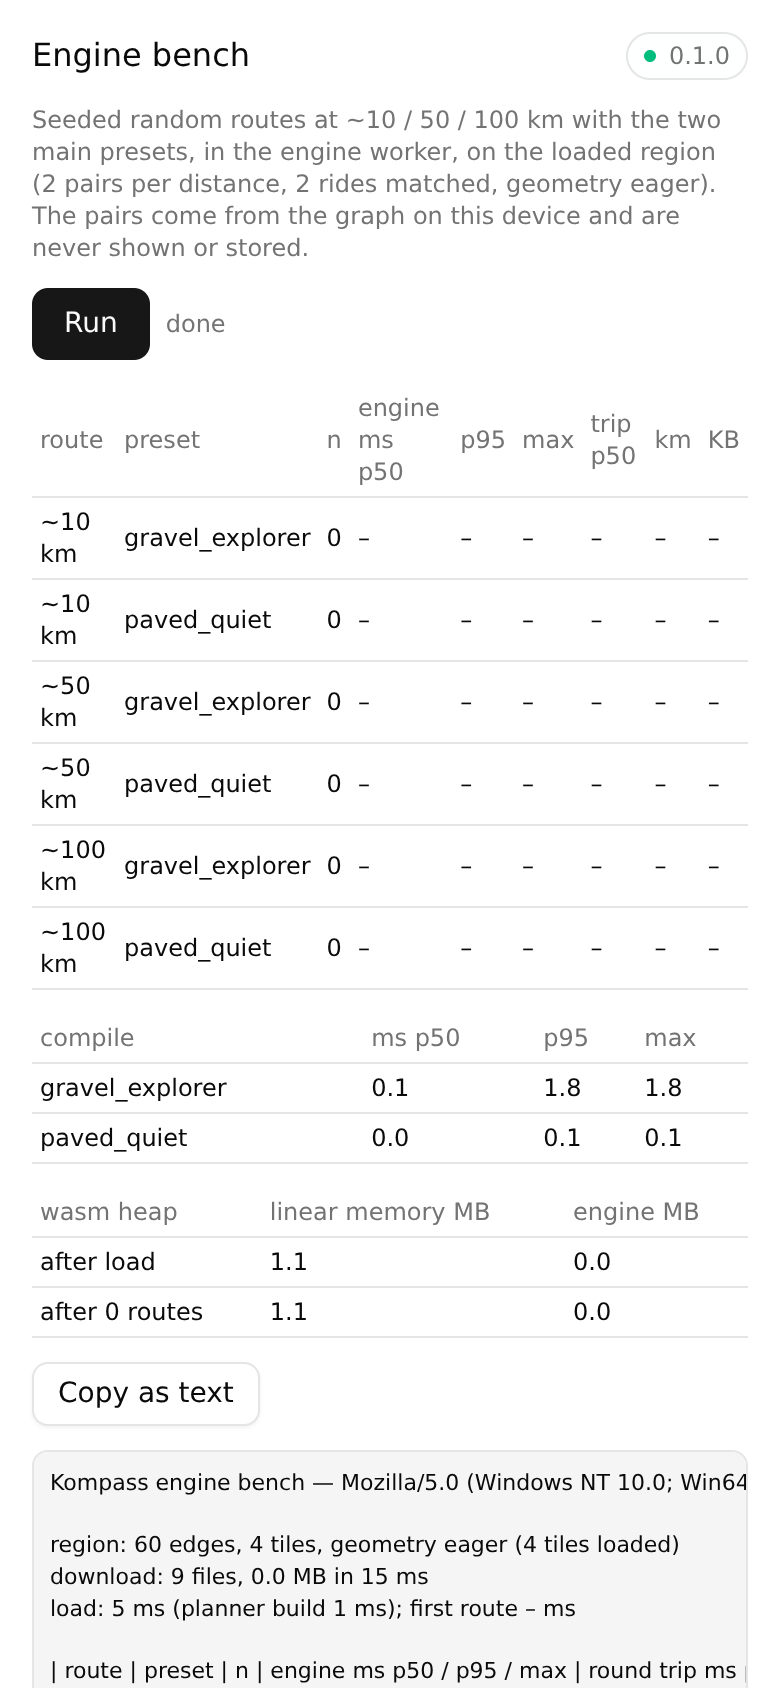 Engine bench
0.1.0
Seeded random routes at ~10 / 50 / 100 km with the two
main presets, in the engine worker, on the loaded region
(2 pairs per distance, 2 rides matched, geometry eager).
The pairs come from the graph on this device and are
never shown or stored.
Run done
route preset n engine ms p50 p95 max trip p50 km KB
~10 km gravel_explorer 0 – – – – – –
~10 km paved_quiet 0 – – – – – –
~50 km gravel_explorer 0 – – – – – –
~50 km paved_quiet 0 – – – – – –
~100 km gravel_explorer 0 – – – – – –
~100 km paved_quiet 0 – – – – – –
compile ms p50 p95 max
gravel_explorer 0.1 1.8 1.8
paved_quiet 0.0 0.1 0.1
wasm heap linear memory MB engine MB
after load 1.1 0.0
after 0 routes 1.1 0.0
Copy as text
Kompass engine bench — Mozilla/5.0 (Windows NT 10.0; Win64
region: 60 edges, 4 tiles, geometry eager (4 tiles loaded)
download: 9 files, 0.0 MB in 15 ms
load: 5 ms (planner build 1 ms); first route – ms
| route | preset | n | engine ms p50 / p95 / max | round trip ms